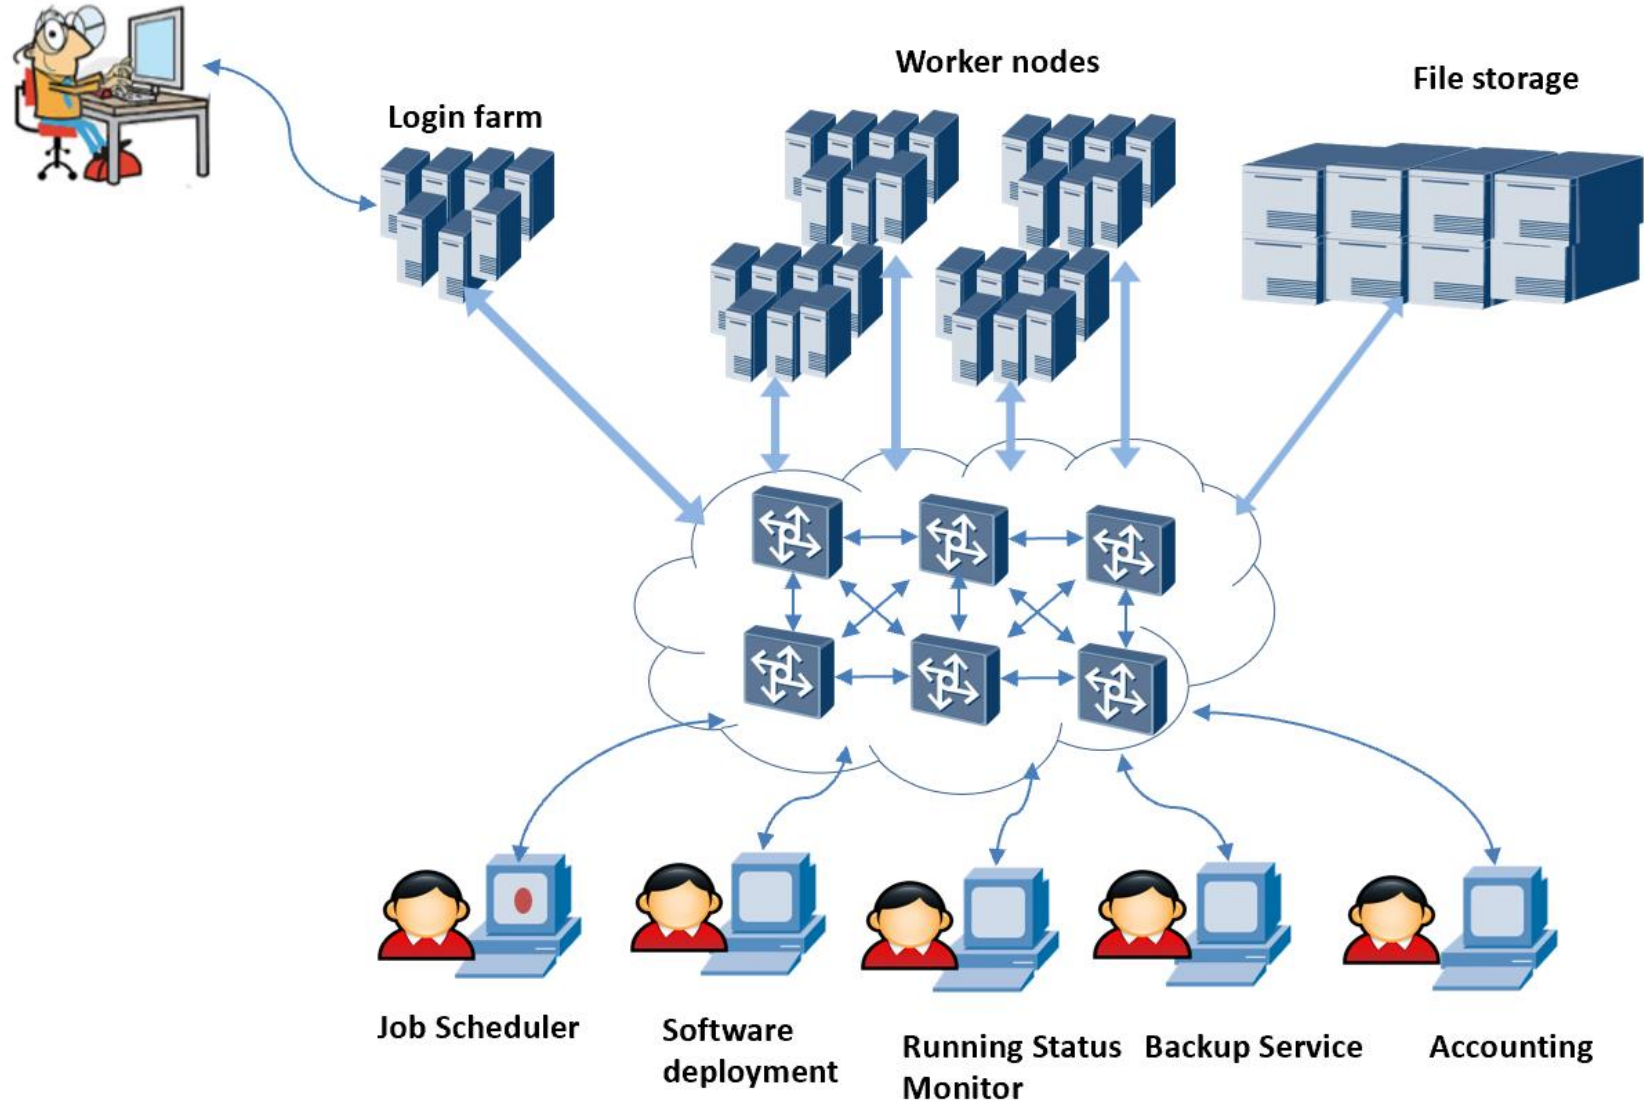 Worker nodes
File storage
Login farm
Job Scheduler
Software
deployment
Running Status
Monitor
Backup Service
Accounting